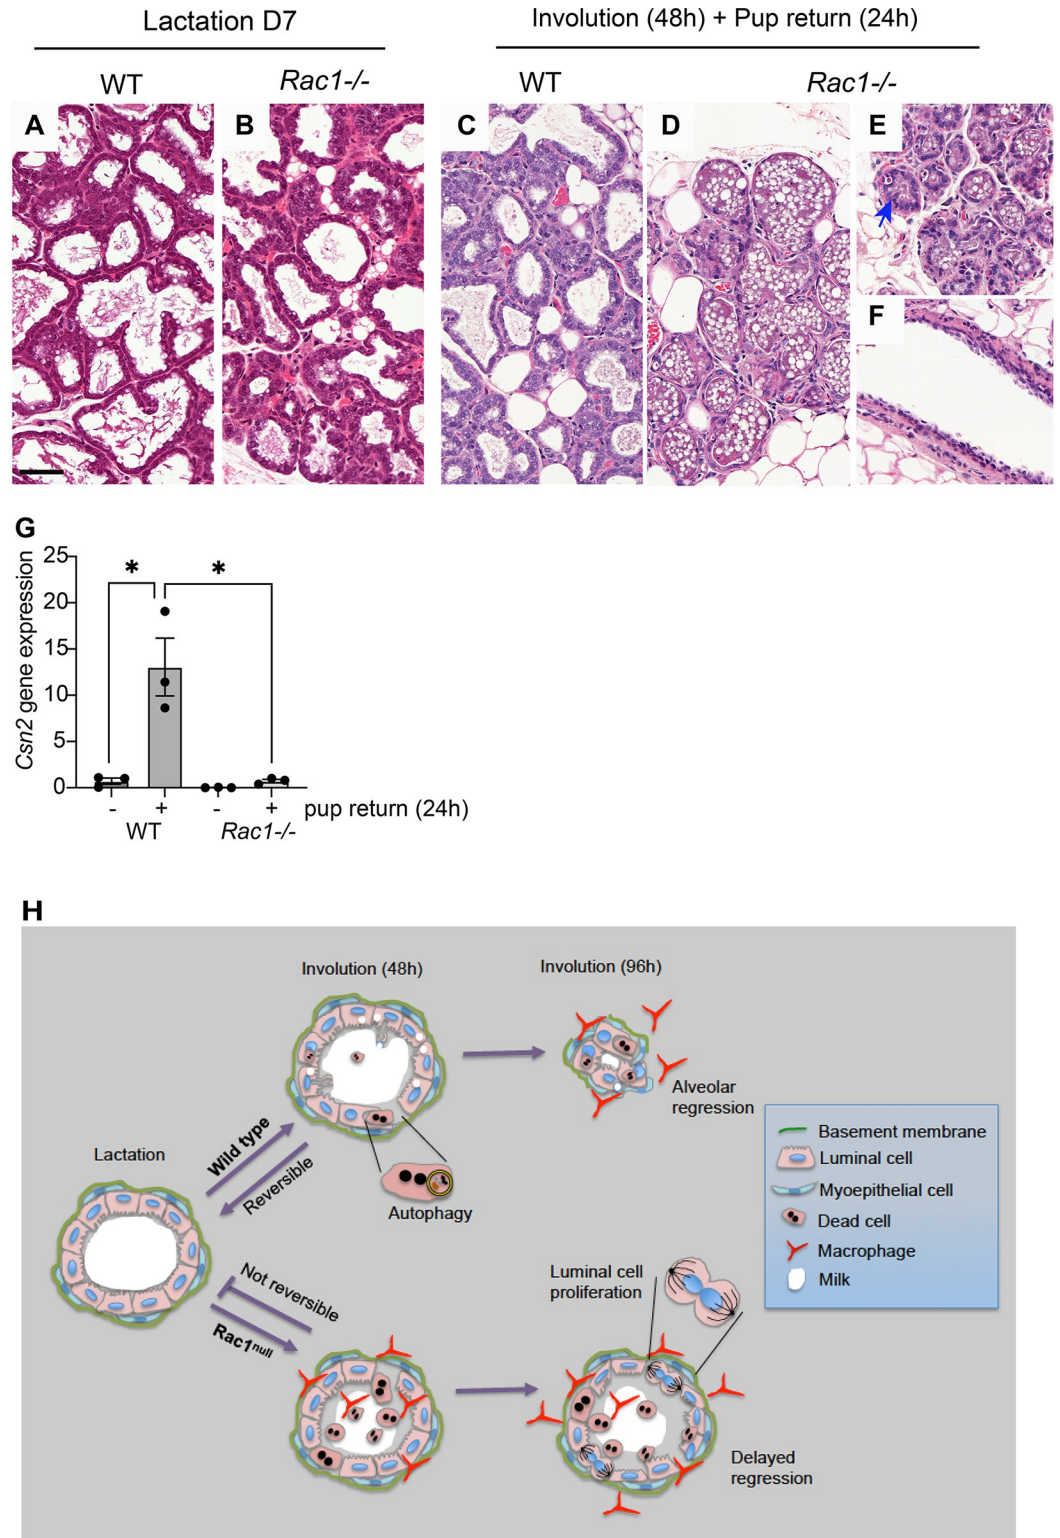 Lactation D7
Involution (48h) + Pup return (24h)
WT
Rac1-/-
WT
Rac1-/-
A
B
C
D
E
F
G
Csn2 gene expression
25
20
15
10
5
0
*
*
- + - + pup return (24h)
WT
Rac1-/-
H
Involution (48h)
Involution (96h)
Alveolar
regression
Lactation
Wild type
Reversible
Autophagy
Not reversible
Rac1null
Luminal cell
proliferation
Delayed
regression
Basement membrane
Luminal cell
Myoepithelial cell
Dead cell
Macrophage
Milk